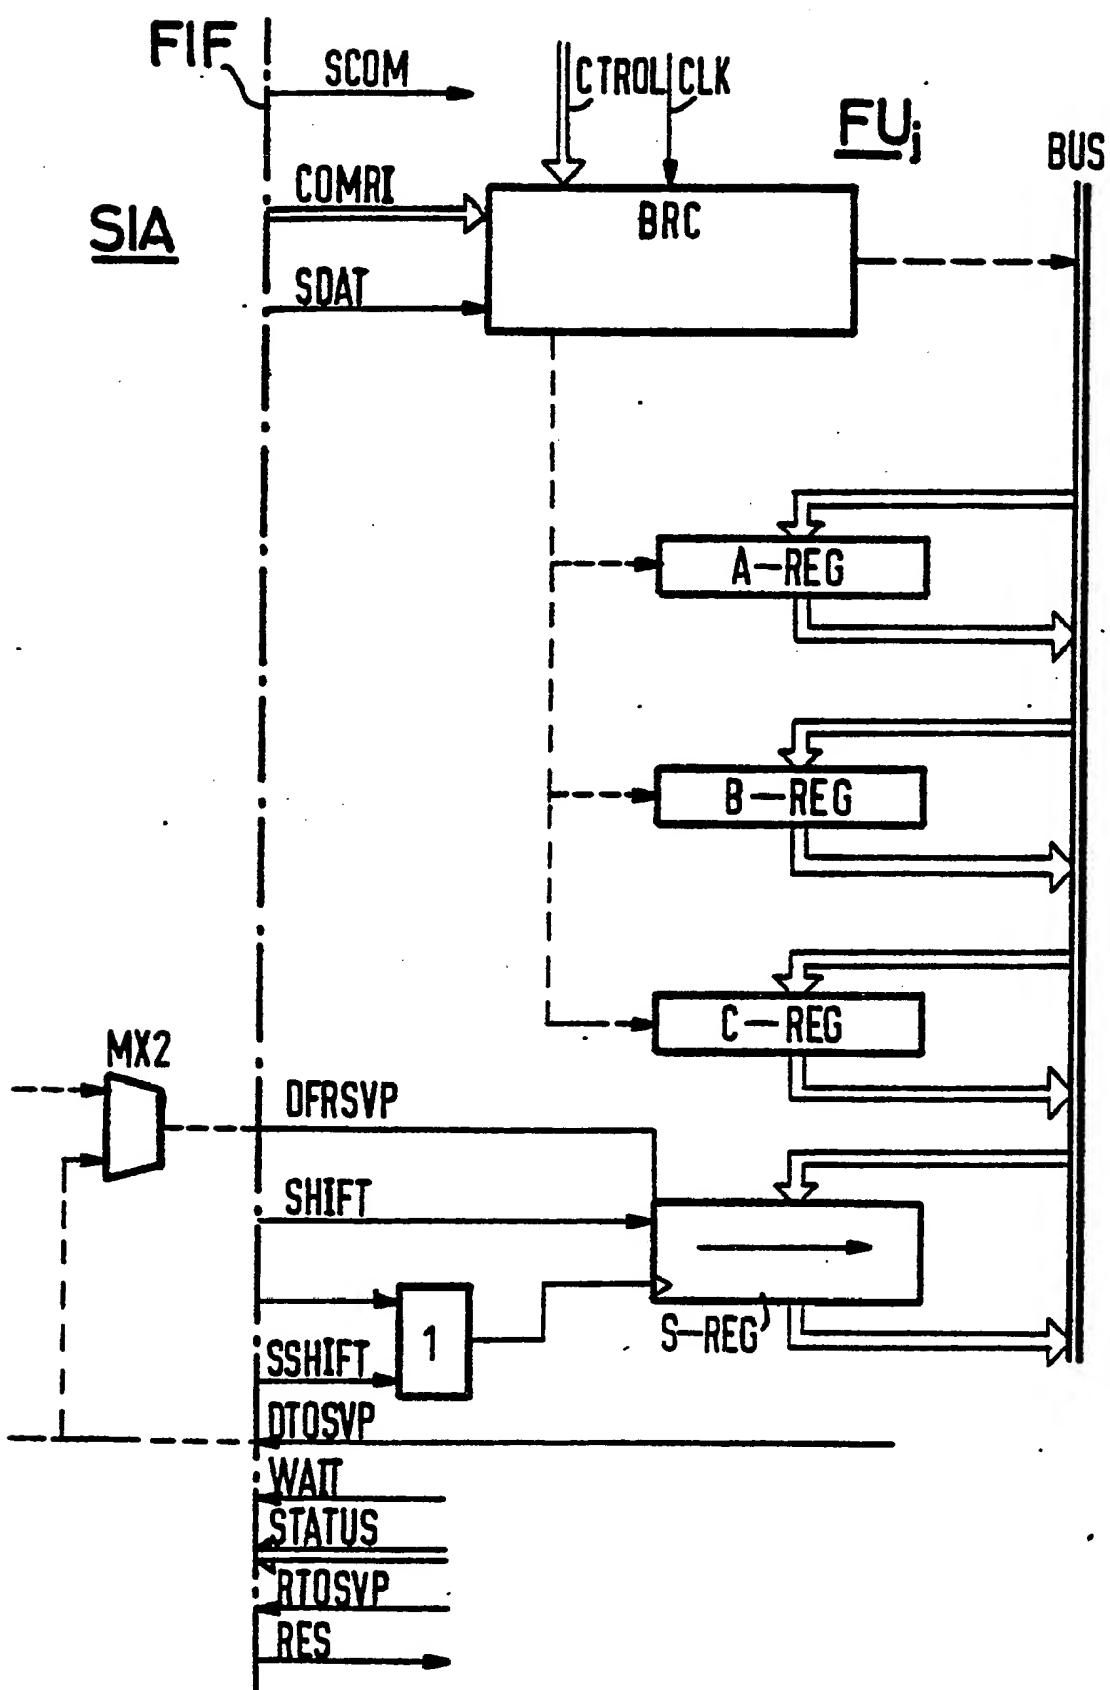 FIF
SCOM
CTROL
CLK
FUj
BUS
COMRI
BRC
SIA
SDAT
A-REG
B-REG
C-REG
MX2
DFRSVP
SHIFT
1
S-REG
SSHIFT
DTOSVP
WAIT
STATUS
RTOSVP
RES